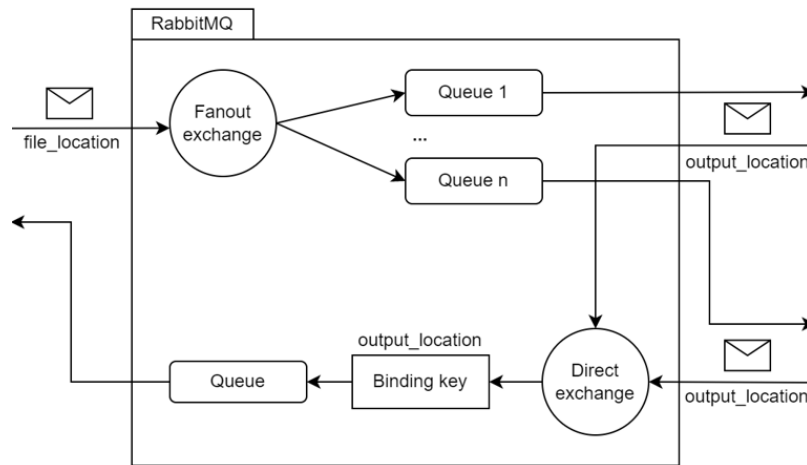 RabbitMQ
Fanout
exchange
file_location
Queue 1
...
Queue n
output_location
output_location
Queue
Binding key
Direct
exchange
output_location